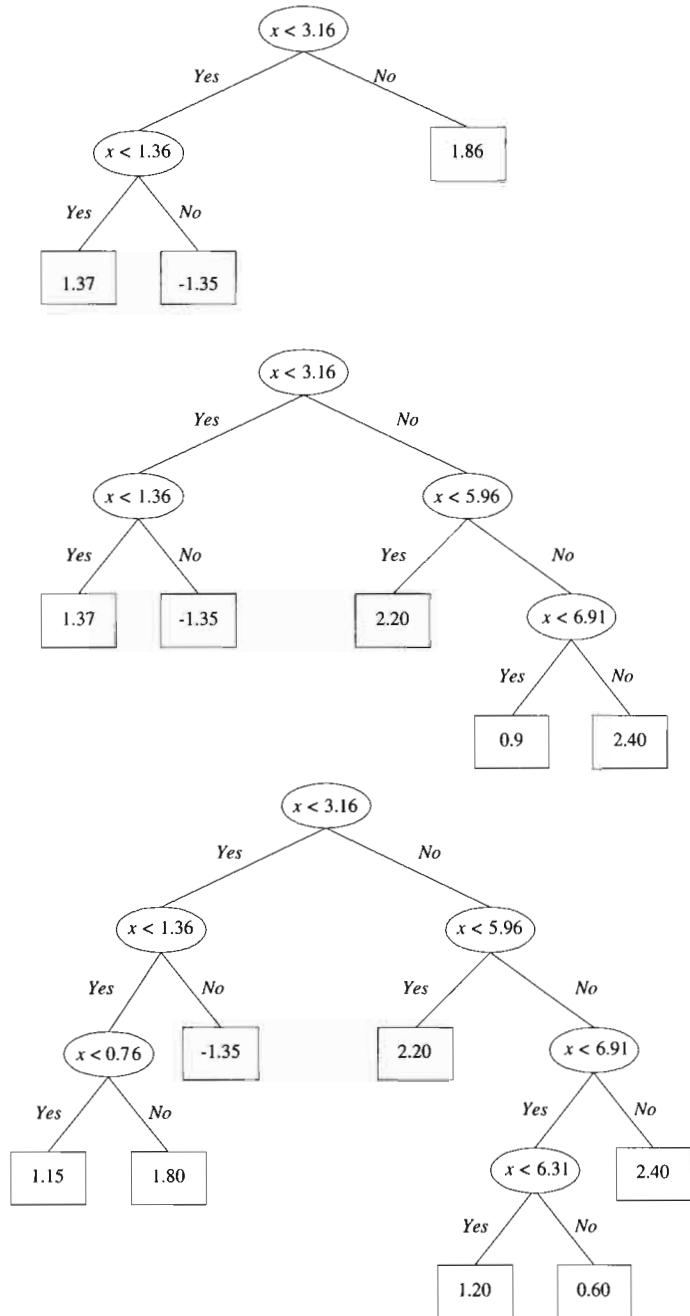 x < 3.16
Yes No
x < 1.36 1.86
Yes No
1.37 -1.35
x < 3.16
Yes No
x < 1.36 x < 5.96
Yes No Yes No
1.37 -1.35 2.20 x < 6.91
Yes No
0.9 2.40
x < 3.16
Yes No
x < 1.36 x < 5.96
Yes No Yes No
x < 0.76 -1.35 2.20 x < 6.91
Yes No Yes No
1.15 1.80 x < 6.31 2.40
Yes No
1.20 0.60